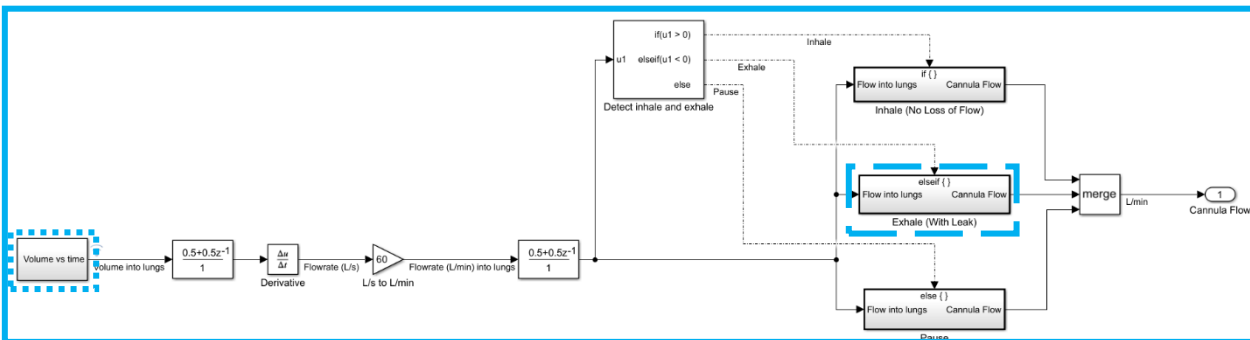 if(u1 > 0)
u1
elseif(u1 < 0)
else
Detect inhale and exhale
Inhale
Exhale
Pause
if { }
Flow into lungs
Cannula Flow
Inhale (No Loss of Flow)
elseif { }
Flow into lungs
Cannula Flow
Exhale (With Leak)
merge
L/min
1
Cannula Flow
Volume vs time
Volume into lungs
0.5+0.5z-1
1
Δu
Δt
Derivative
Flowrate (L/s)
60
L/s to L/min
Flowrate (L/min) into lungs
0.5+0.5z-1
1
else { }
Flow into lungs
Cannula Flow
Pause